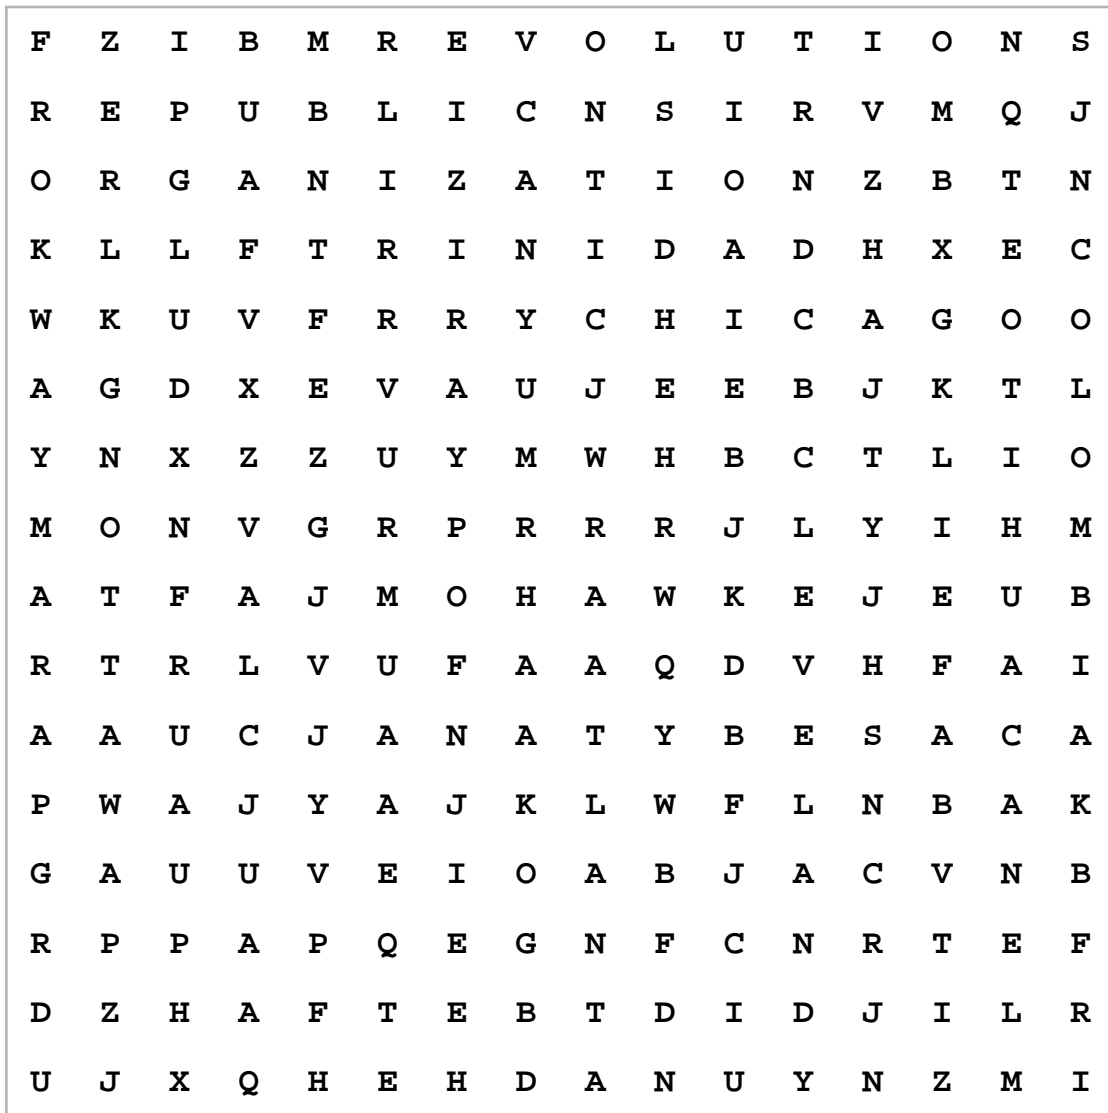 F Z I B M R E V O L U T I O N S
R E P U B L I C N S I R V M Q J
O R G A N I Z A T I O N Z B T N
K L L F T R I N I D A D H X E C
W K U V F R R Y C H I C A G O O
A G D X E V A U J E E B J K T L
Y N X Z Z U Y M W H B C T L I O
M O N V G R P R R R J L Y I H M
A T F A J M O H A W K E J E U B
R T R L V U F A A Q D V H F A I
A A U C J A N A T Y B E S A C A
P W A J Y A J K L W F L N B A K
G A U U V E I O A B J A C V N B
R P P A P Q E G N F C N R T E F
D Z H A F T E B T D I D J I L R
U J X Q H E H D A N U Y N Z M I